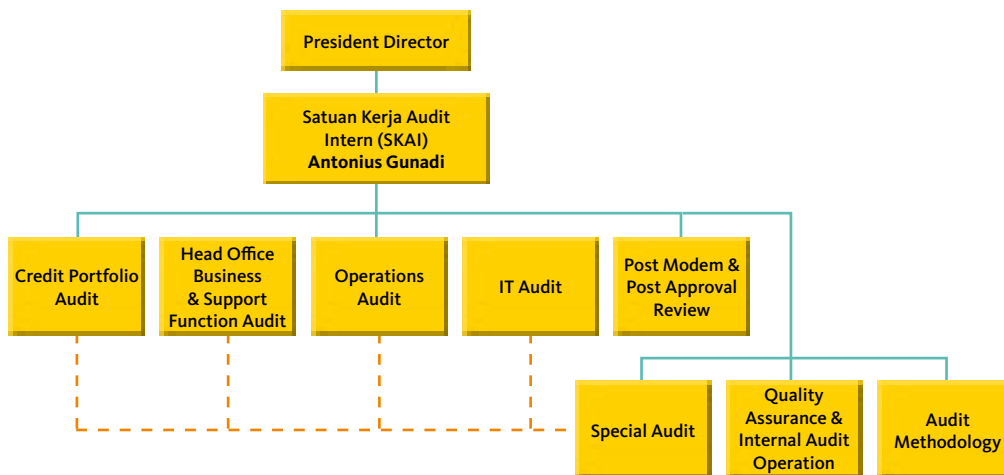 President Director
Satuan Kerja Audit
Intern (SKAI)
Antonius Gunadi
Credit Portfolio
Audit
Head Office
Business
& Support
Function Audit
Operations
Audit
IT Audit
Post Modem &
Post Approval
Review
Special Audit
Quality
Assurance &
Internal Audit
Operation
Audit
Methodology